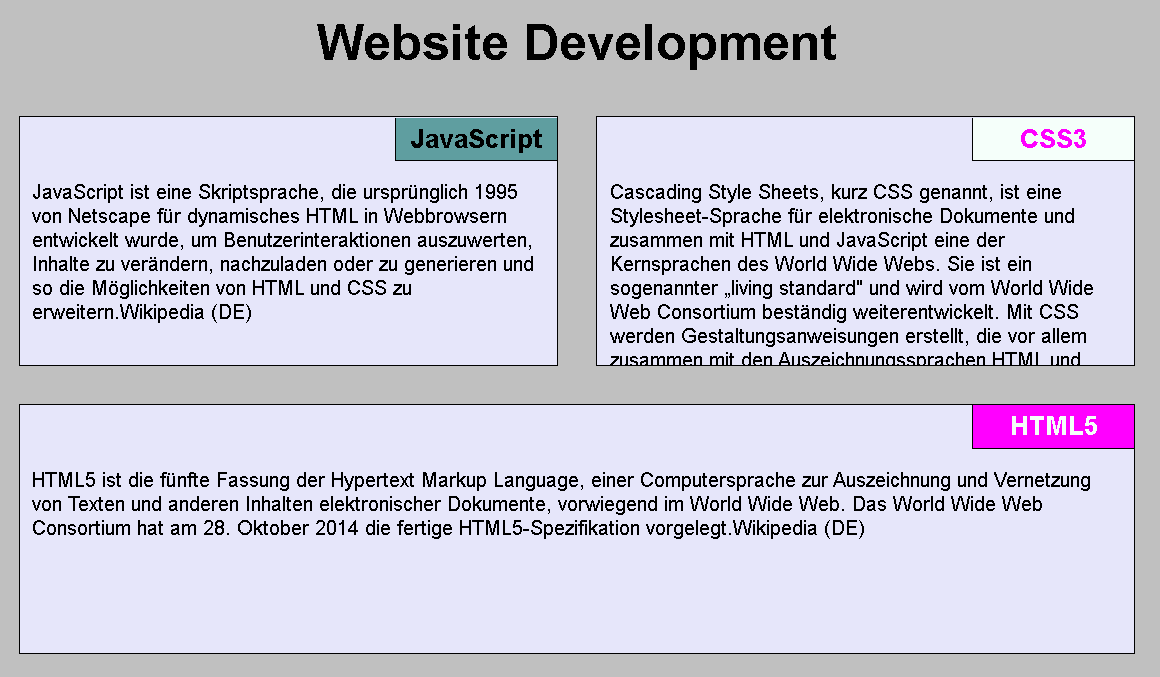 Website Development
JavaScript
JavaScript ist eine Skriptsprache, die ursprünglich 1995
von Netscape für dynamisches HTML in Webbrowsern
entwickelt wurde, um Benutzerinteraktionen auszuwerten,
Inhalte zu verändern, nachzuladen oder zu generieren und
so die Möglichkeiten von HTML und CSS zu
erweitern.Wikipedia (DE)
CSS3
Cascading Style Sheets, kurz CSS genannt, ist eine
Stylesheet-Sprache für elektronische Dokumente und
zusammen mit HTML und JavaScript eine der
Kernsprachen des World Wide Webs. Sie ist ein
sogenannter „living standard" und wird vom World Wide
Web Consortium beständig weiterentwickelt. Mit CSS
werden Gestaltungsanweisungen erstellt, die vor allem
zusammen mit den Auszeichnungssprachen HTML und
HTML5
HTML5 ist die fünfte Fassung der Hypertext Markup Language, einer Computersprache zur Auszeichnung und Vernetzung
von Texten und anderen Inhalten elektronischer Dokumente, vorwiegend im World Wide Web. Das World Wide Web
Consortium hat am 28. Oktober 2014 die fertige HTML5-Spezifikation vorgelegt.Wikipedia (DE)